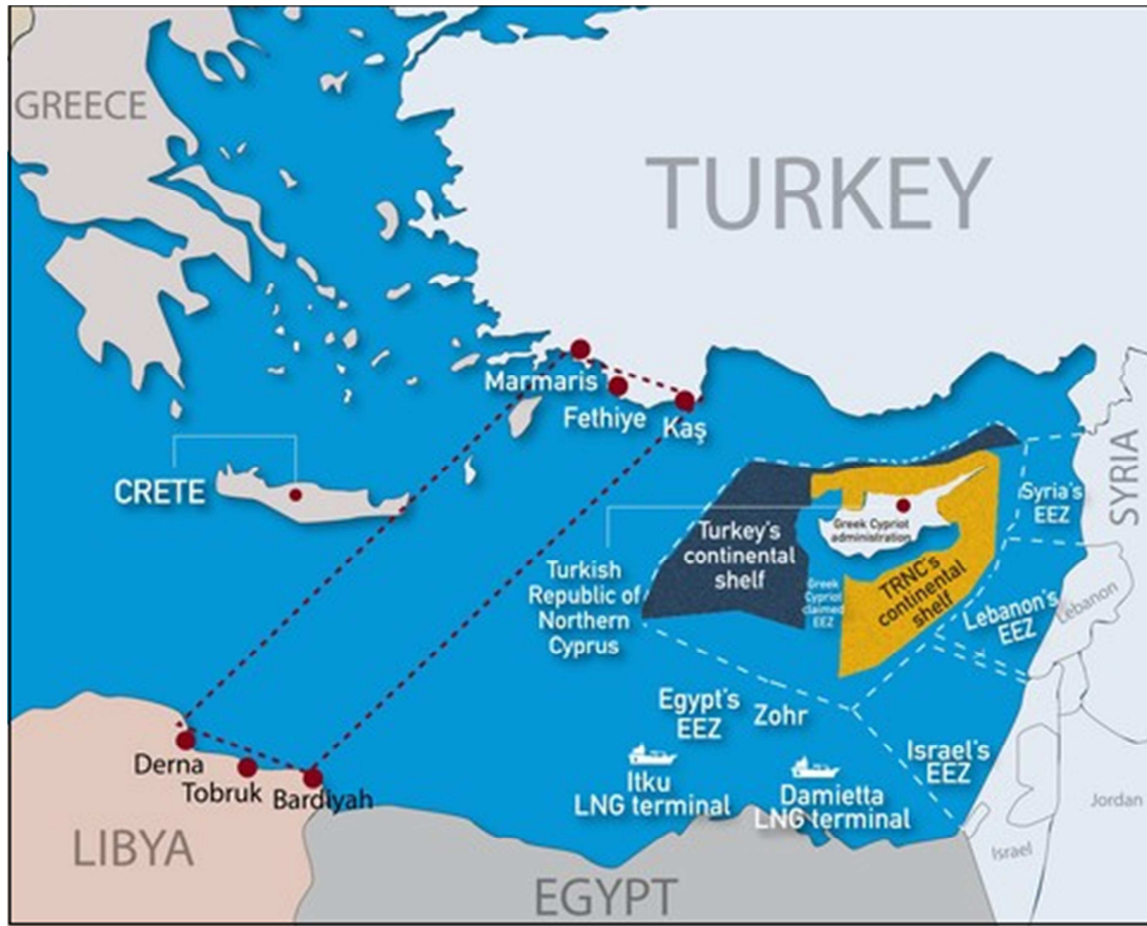 GREECE
TURKEY
Marmaris
Fethiye
Kaş
CRETE
SYRIA
Syria's
EEZ
Greek Cypriot
administration
Turkey's
continental
shelf
Greek
Cypriot
claimed
EEZ
TRNC's
continental
shelf
Turkish
Republic of
Northern
Cyprus
Lebanon's
EEZ
Lebanon
Egypt's
EEZ
Zohr
Israel's
EEZ
Derna
Tobruk
Bardiyah
Itku
LNG terminal
Damietta
LNG terminal
Jordan
Israel
LIBYA
EGYPT